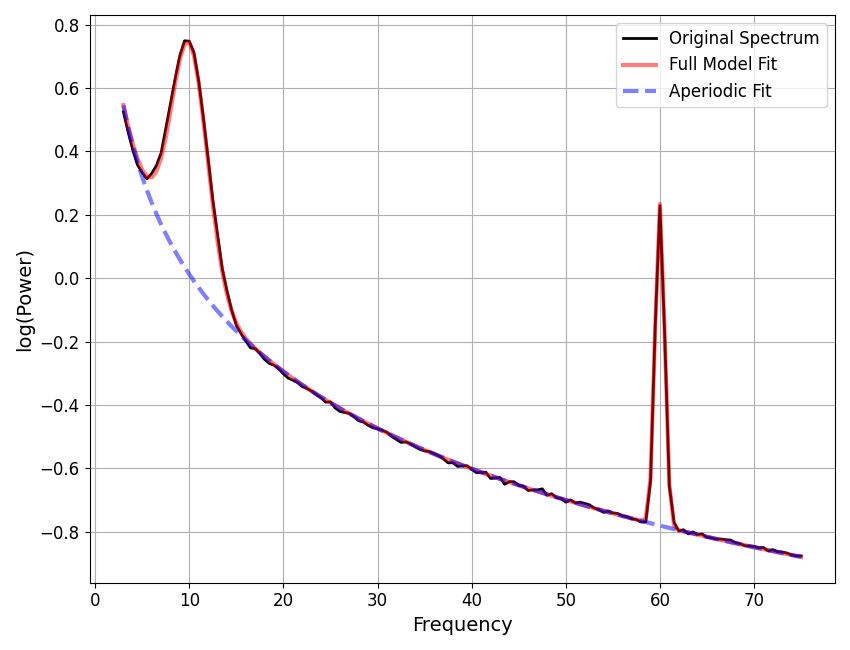 0.8
0.6
0.4
0.2
0.0
−0.2
−0.4
−0.6
−0.8
log(Power)
Original Spectrum
Full Model Fit
Aperiodic Fit
0 10 20 30 40 50 60 70
Frequency